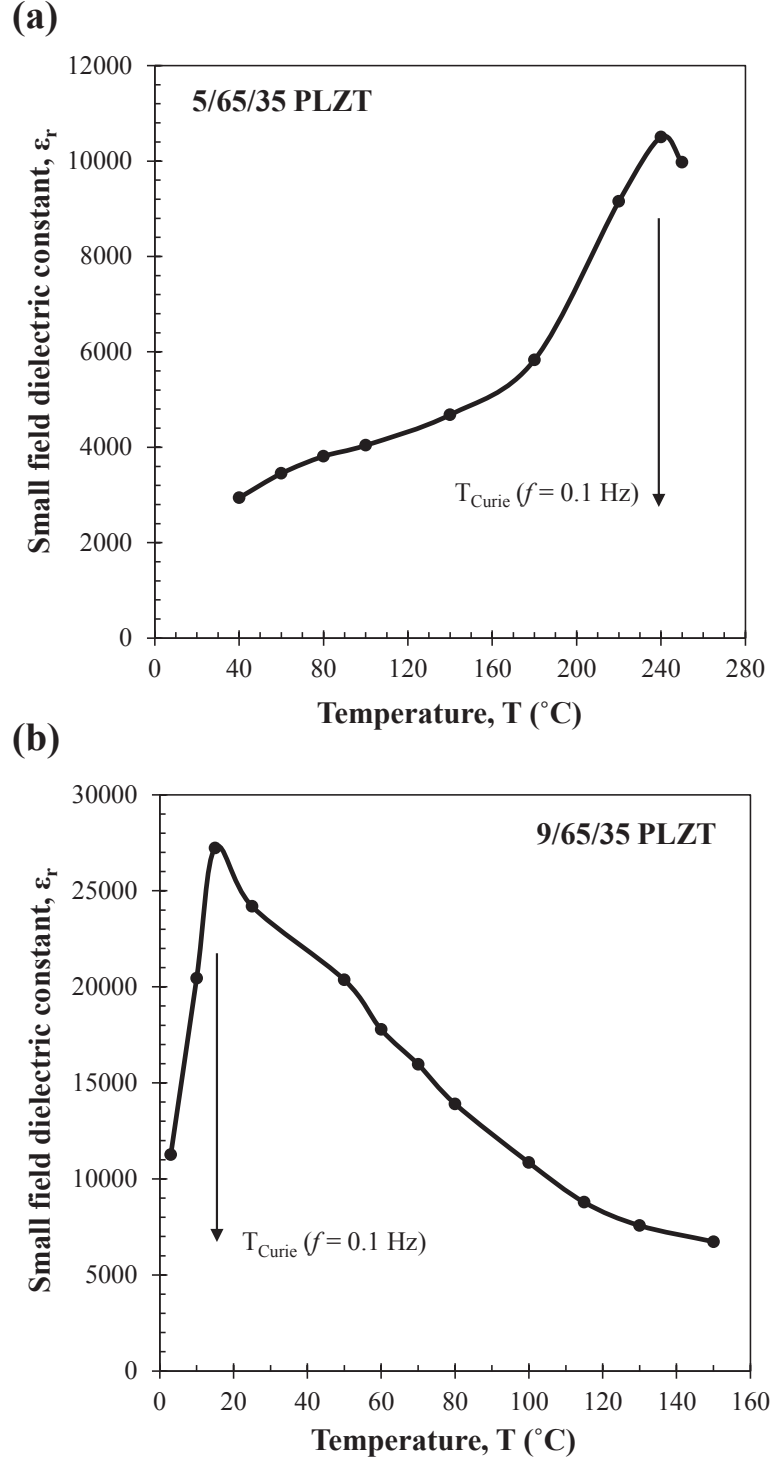 (a)
12000
5/65/35 PLZT
10000
8000
6000
4000
2000
0
Small field dielectric constant, εr
TCurie (f = 0.1 Hz)
0 40 80 120 160 200 240 280
Temperature, T (˚C)
(b)
30000
9/65/35 PLZT
25000
20000
15000
10000
5000
0
Small field dielectric constant, εr
TCurie (f = 0.1 Hz)
0 20 40 60 80 100 120 140 160
Temperature, T (˚C)